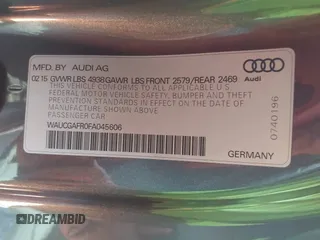 MFD. BY AUDI AG
02 15 GVWR LBS 4938 GAWR LBS FRONT 2579/REAR 2469
THIS VEHICLE CONFORMS TO ALL APPLICABLE U.S.
FEDERAL MOTOR VEHICLE SAFETY, BUMPER AND THEFT
PREVENTION STANDARDS IN EFFECT ON THE
DATE OF MANUFACTURE SHOWN ABOVE
PASSENGER CAR
WAUCGAFR0FA045606
Audi
0740196
GERMANY
DREAMBID